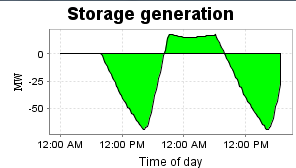 Storage generation
0
-25
-50
MW
12:00 AM 12:00 PM 12:00 AM 12:00 PM
Time of day